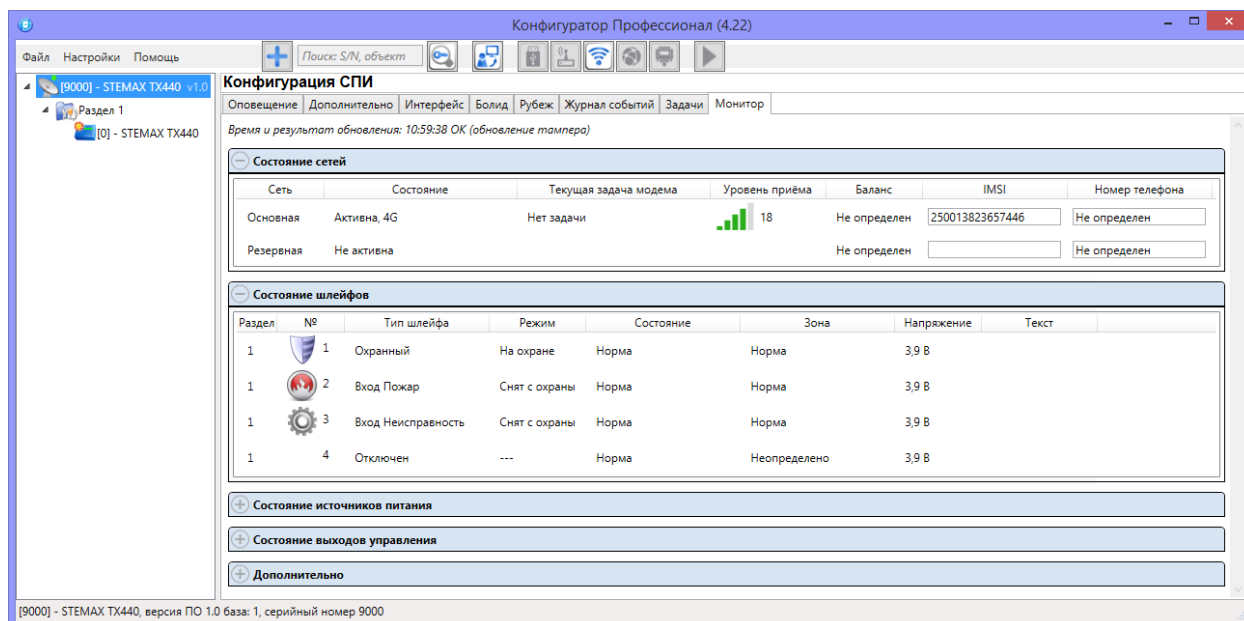 Конфигуратор Профессионал (4.22)
Файл Настройки Помощь Поиск: S/N, объект
[9000] - STEMAX TX440 v1.0
Раздел 1
[0] - STEMAX TX440
Конфигурация СПИ
Оповещение Дополнительно Интерфейс Болид Рубеж Журнал событий Задачи Монитор
Время и результат обновления: 10:59:38 ОК (обновление тампера)
Состояние сетей
Сеть Состояние Текущая задача модема Уровень приёма Баланс IMSI Номер телефона
Основная Активна, 4G Нет задачи 18 Не определен 250013823657446 Не определен
Резервная Не активна Не определен Не определен
Состояние шлейфов
Раздел № Тип шлейфа Режим Состояние Зона Напряжение Текст
1 1 Охранный На охране Норма Норма 3,9 В
1 2 Вход Пожар Снят с охраны Норма Норма 3,9 В
1 3 Вход Неисправность Снят с охраны Норма Норма 3,9 В
1 4 Отключен --- Норма Неопределено 3,9 В
Состояние источников питания
Состояние выходов управления
Дополнительно
[9000] - STEMAX TX440, версия ПО 1.0 база: 1, серийный номер 9000